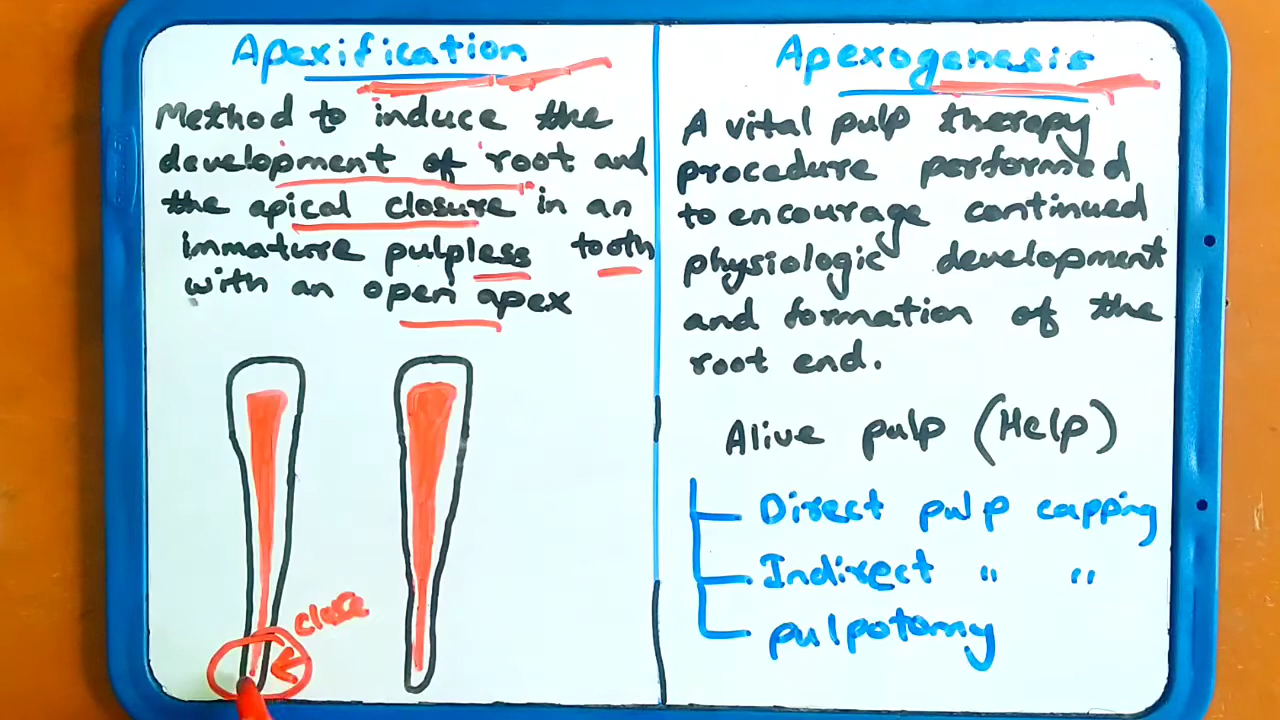 Apexification
Method to induce the
development of root and
the apical closure in an
immature pulpless tooth
with an open apex
close
Apexogenesis
A vital pulp therapy
procedure performed
to encourage continued
physiologic development
and formation of the
root end.
Alive pulp (Help)
Direct pulp capping
Indirect " "
pulpotomy